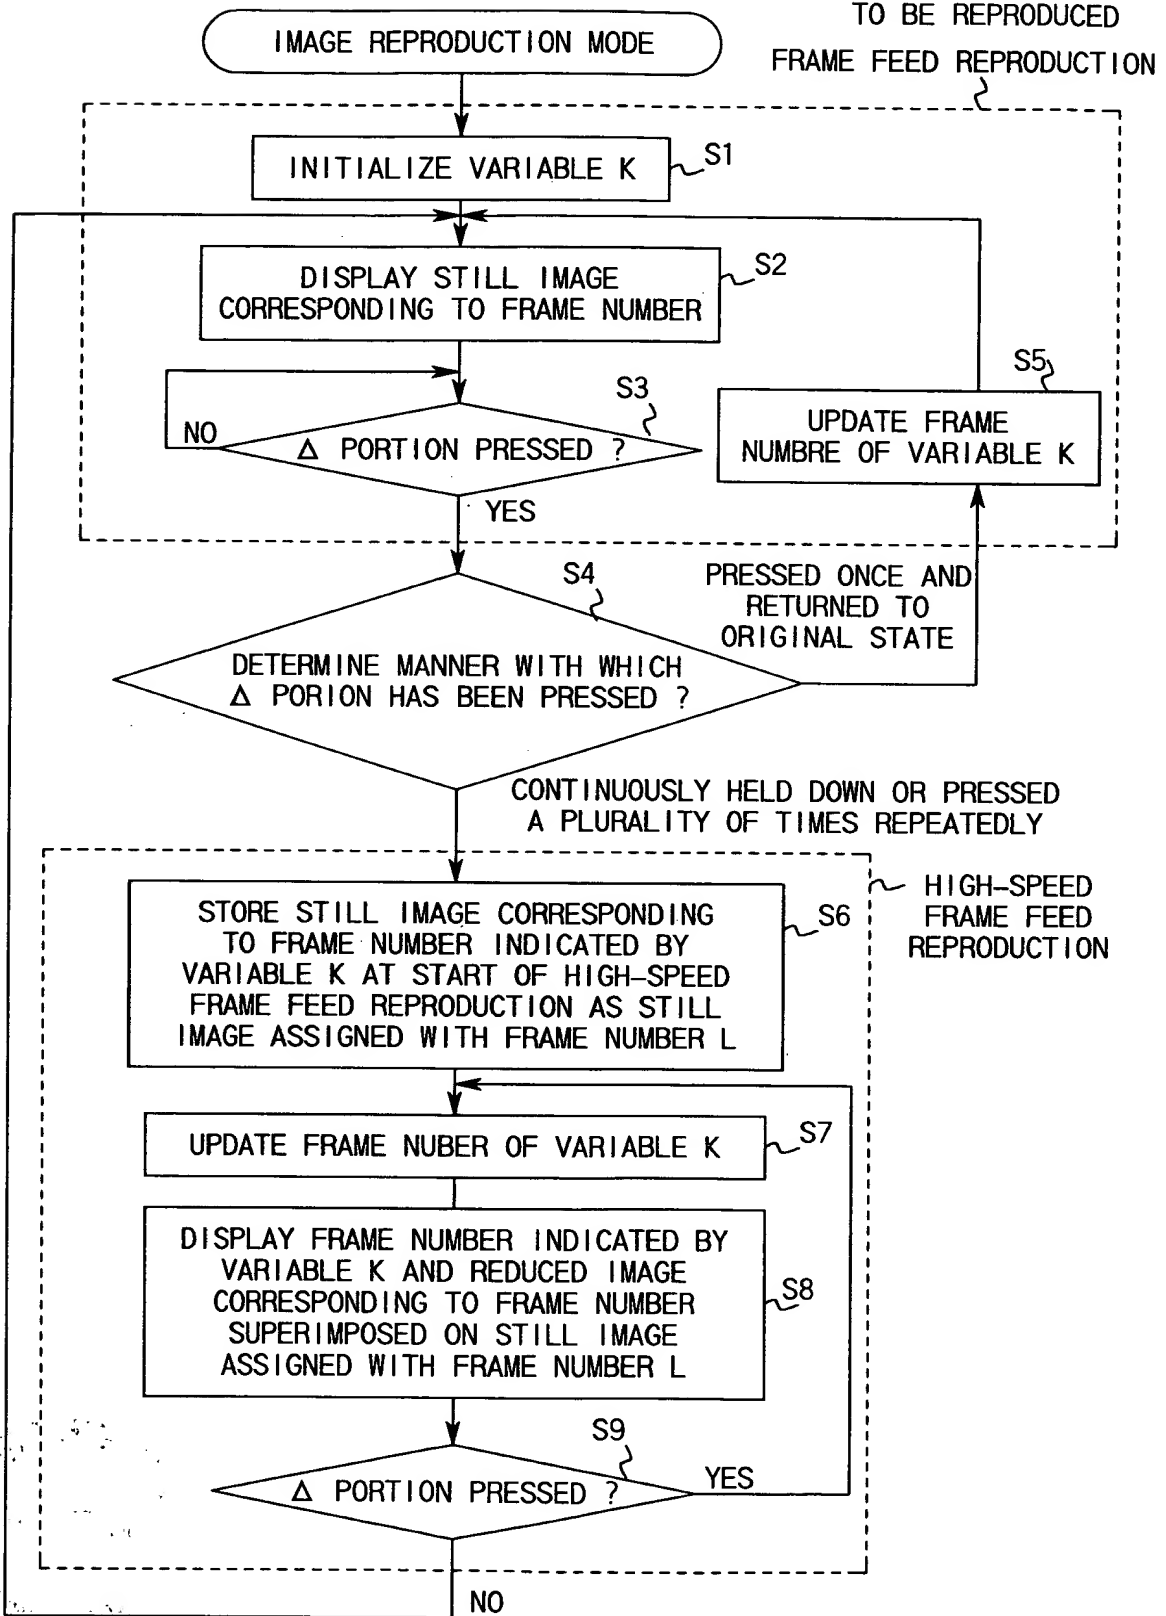 TO BE REPRODUCED
IMAGE REPRODUCTION MODE
FRAME FEED REPRODUCTION
INITIALIZE VARIABLE K
S1
DISPLAY STILL IMAGE
CORRESPONDING TO FRAME NUMBER
S2
S3
NO
Δ PORTION PRESSED ?
YES
S5
UPDATE FRAME
NUMBRE OF VARIABLE K
S4
PRESSED ONCE AND
RETURNED TO
ORIGINAL STATE
DETERMINE MANNER WITH WHICH
Δ PORION HAS BEEN PRESSED ?
CONTINUOUSLY HELD DOWN OR PRESSED
A PLURALITY OF TIMES REPEATEDLY
HIGH-SPEED
FRAME FEED
REPRODUCTION
STORE STILL IMAGE CORRESPONDING
TO FRAME NUMBER INDICATED BY
VARIABLE K AT START OF HIGH-SPEED
FRAME FEED REPRODUCTION AS STILL
IMAGE ASSIGNED WITH FRAME NUMBER L
S6
UPDATE FRAME NUBER OF VARIABLE K
S7
DISPLAY FRAME NUMBER INDICATED BY
VARIABLE K AND REDUCED IMAGE
CORRESPONDING TO FRAME NUMBER
SUPERIMPOSED ON STILL IMAGE
ASSIGNED WITH FRAME NUMBER L
S8
S9
Δ PORTION PRESSED ?
YES
NO